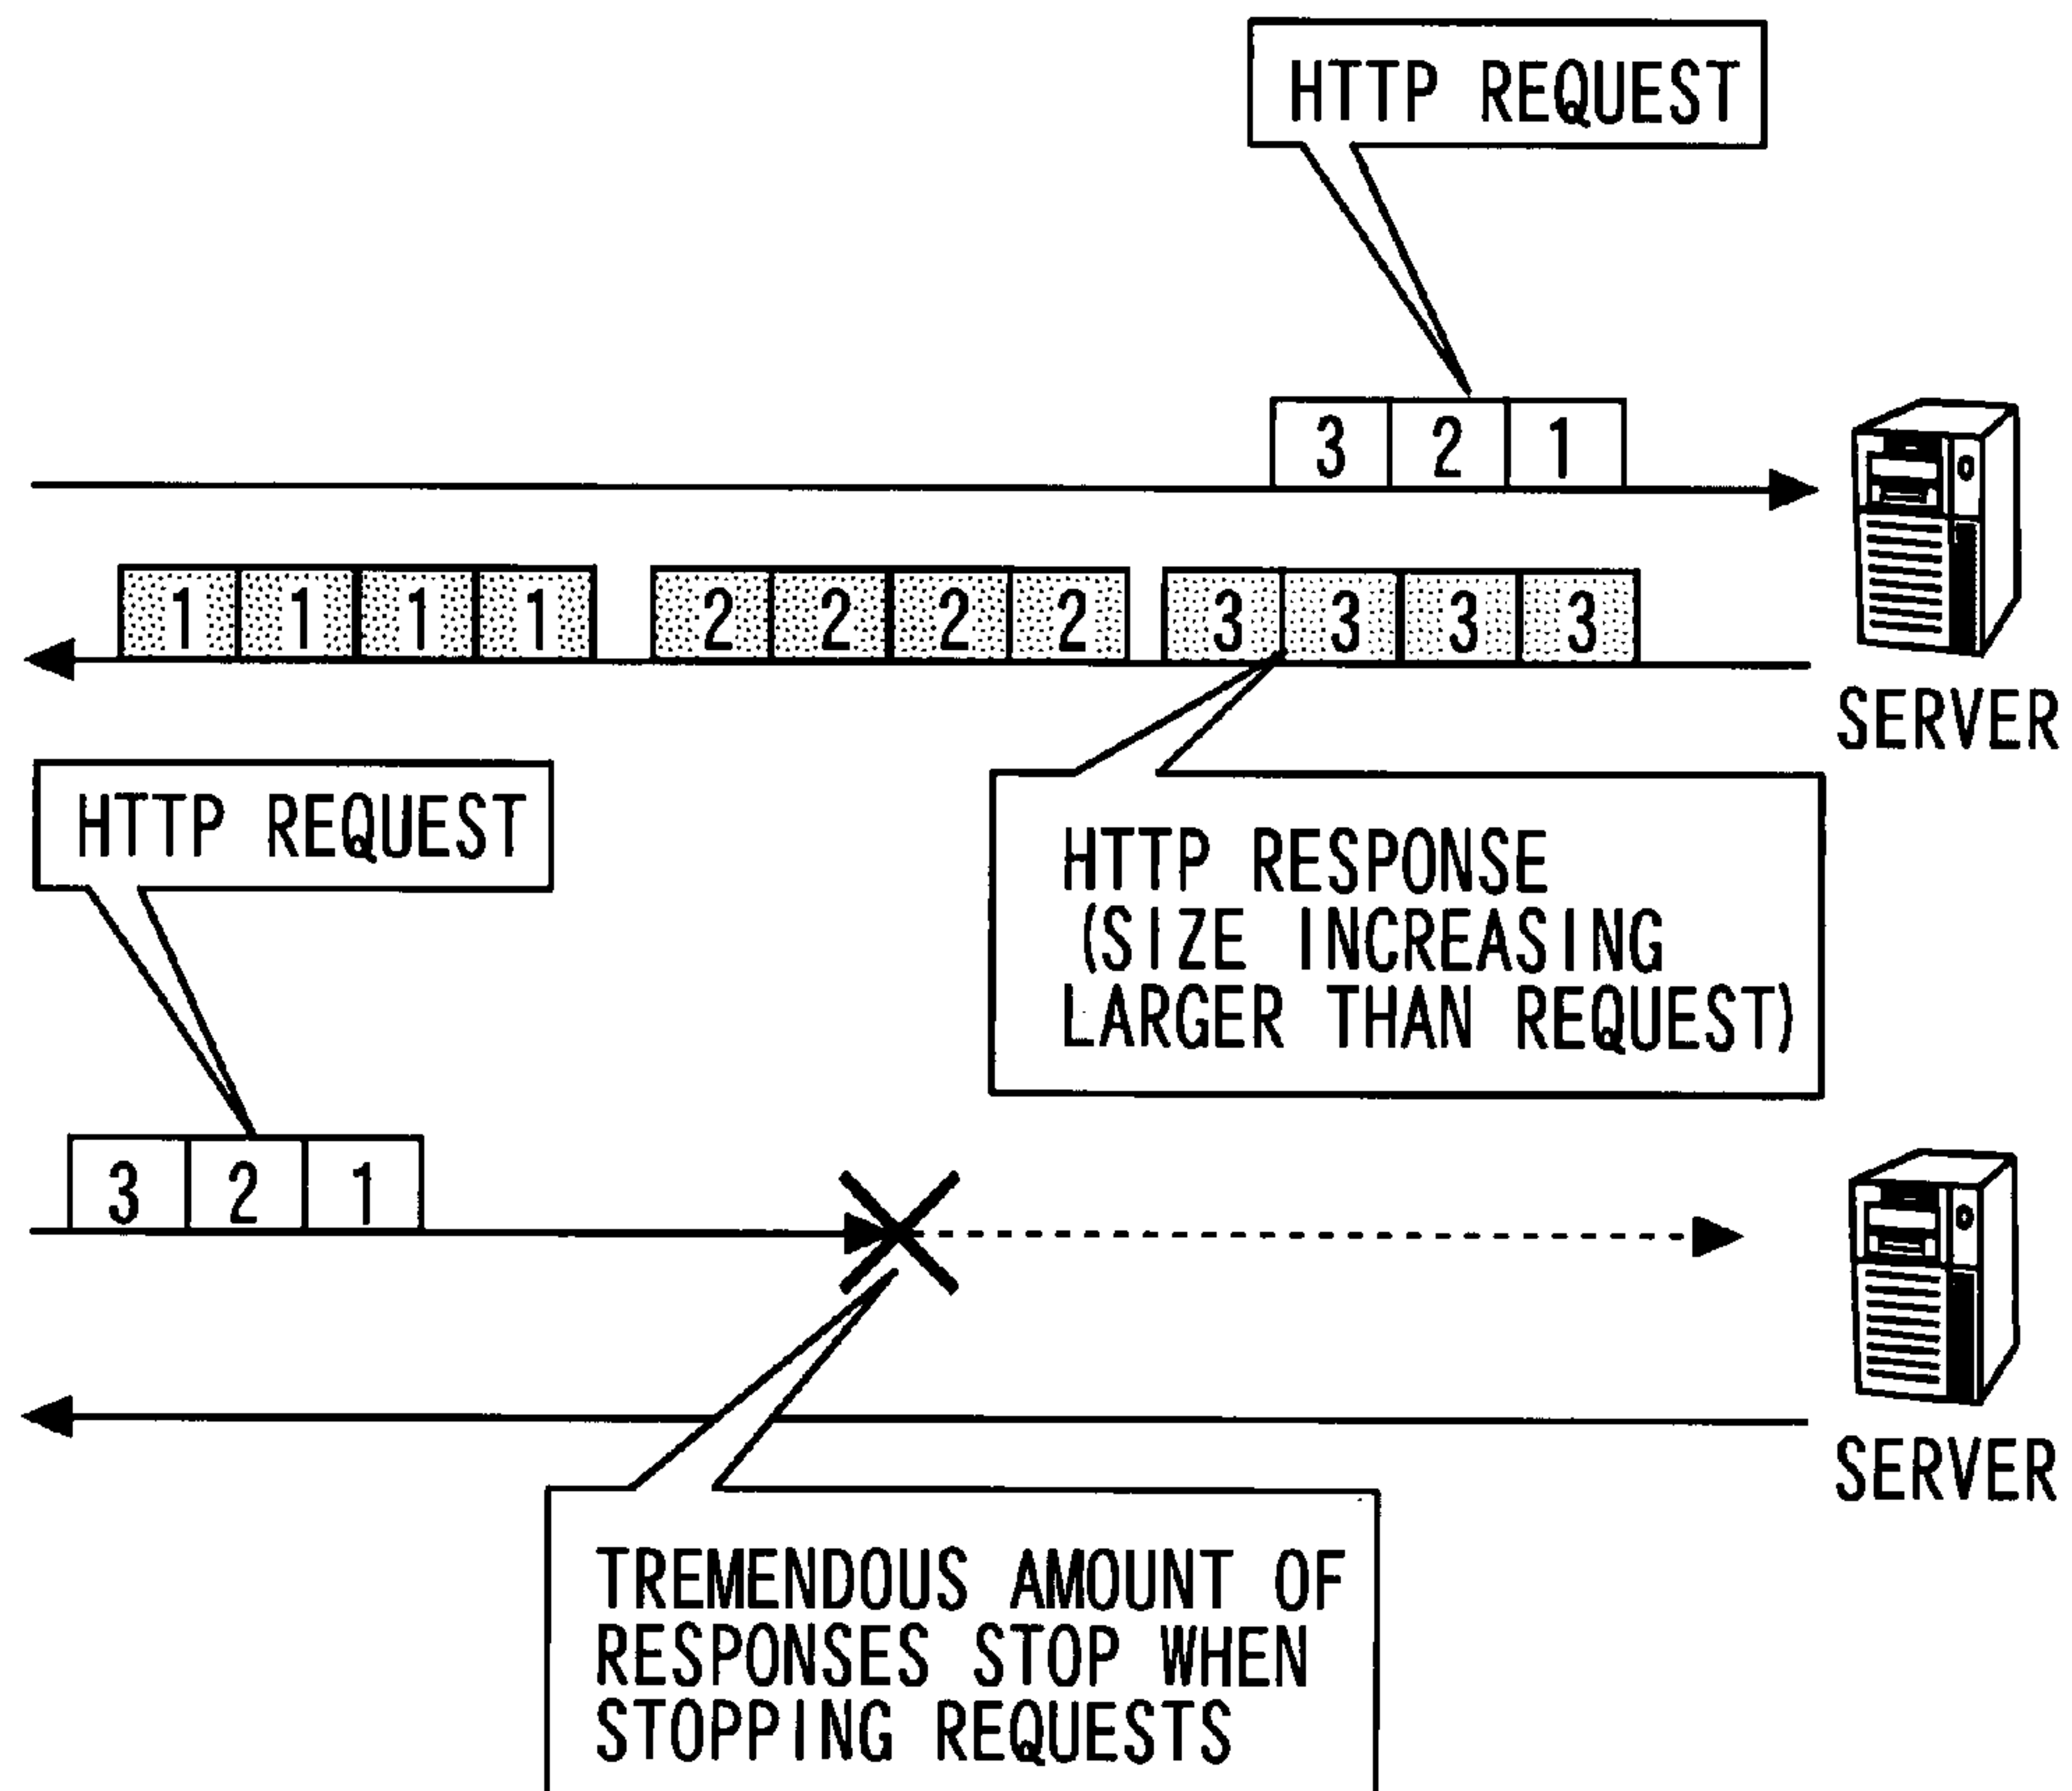 HTTP REQUEST
3 2 1
1 1 1 1 2 2 2 2 3 3 3 3
SERVER
HTTP REQUEST
HTTP RESPONSE
(SIZE INCREASING
LARGER THAN REQUEST)
3 2 1
SERVER
TREMENDOUS AMOUNT OF
RESPONSES STOP WHEN
STOPPING REQUESTS